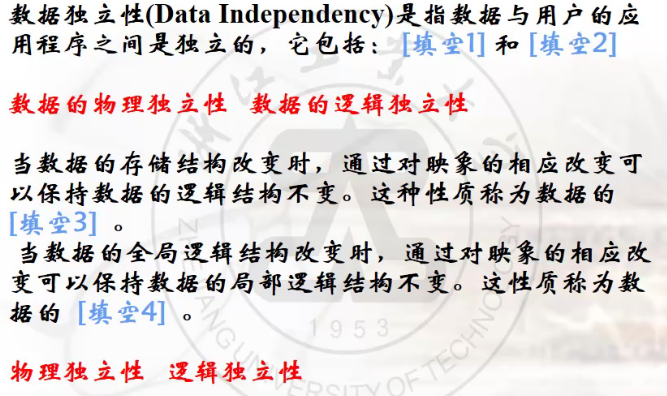 数据独立性(Data Independency)是指数据与用户的应
用程序之间是独立的，它包括： [填空1] 和 [填空2]
数据的物理独立性 数据的逻辑独立性
当数据的存储结构改变时，通过对映象的相应改变可
以保持数据的逻辑结构不变。这种性质称为数据的
[填空3] 。
当数据的全局逻辑结构改变时，通过对映象的相应改
变可以保持数据的局部逻辑结构不变。这性质称为数
据的 [填空4] 。
1953
物理独立性 逻辑独立性